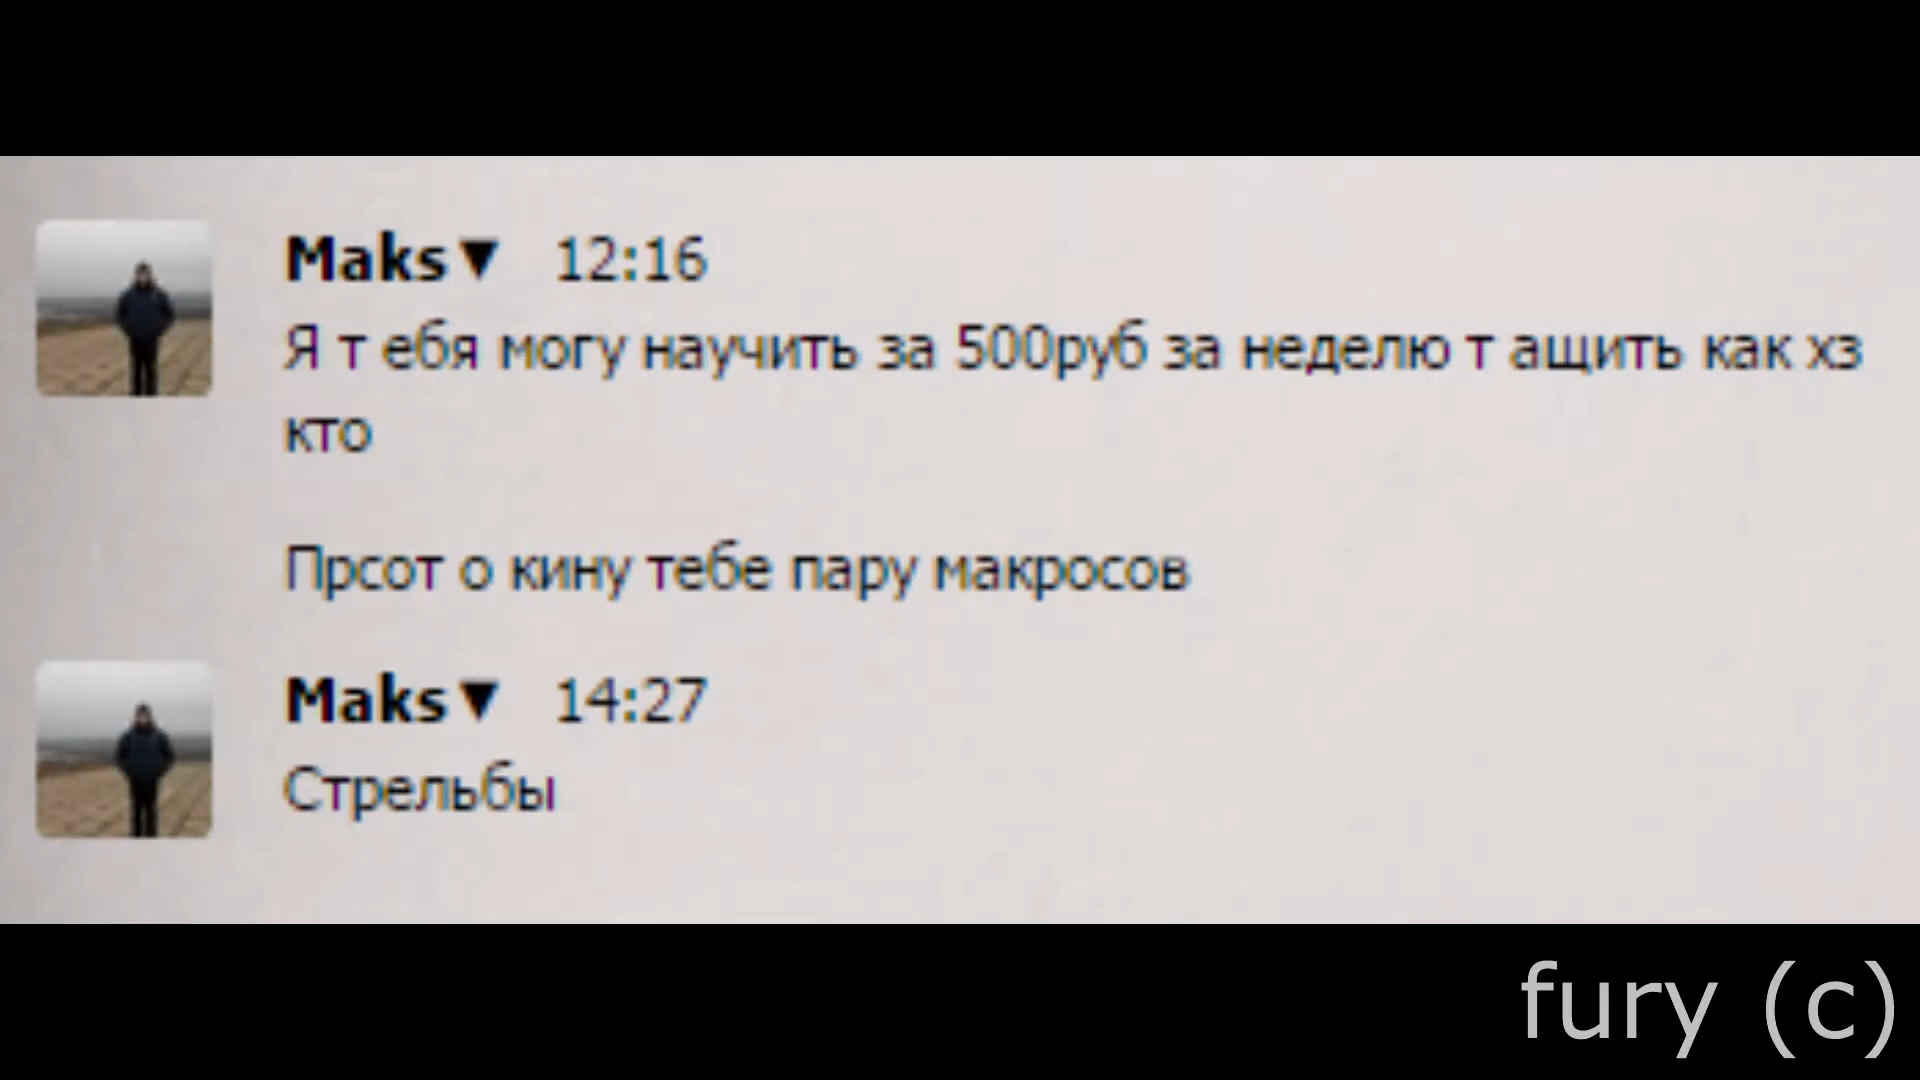 Maks▼ 12:16
Я т ебя могу научить за 500руб за неделю т ащить как хз
кто
Прсот о кину тебе пару макросов
Maks▼ 14:27
Стрельбы
fury (c)